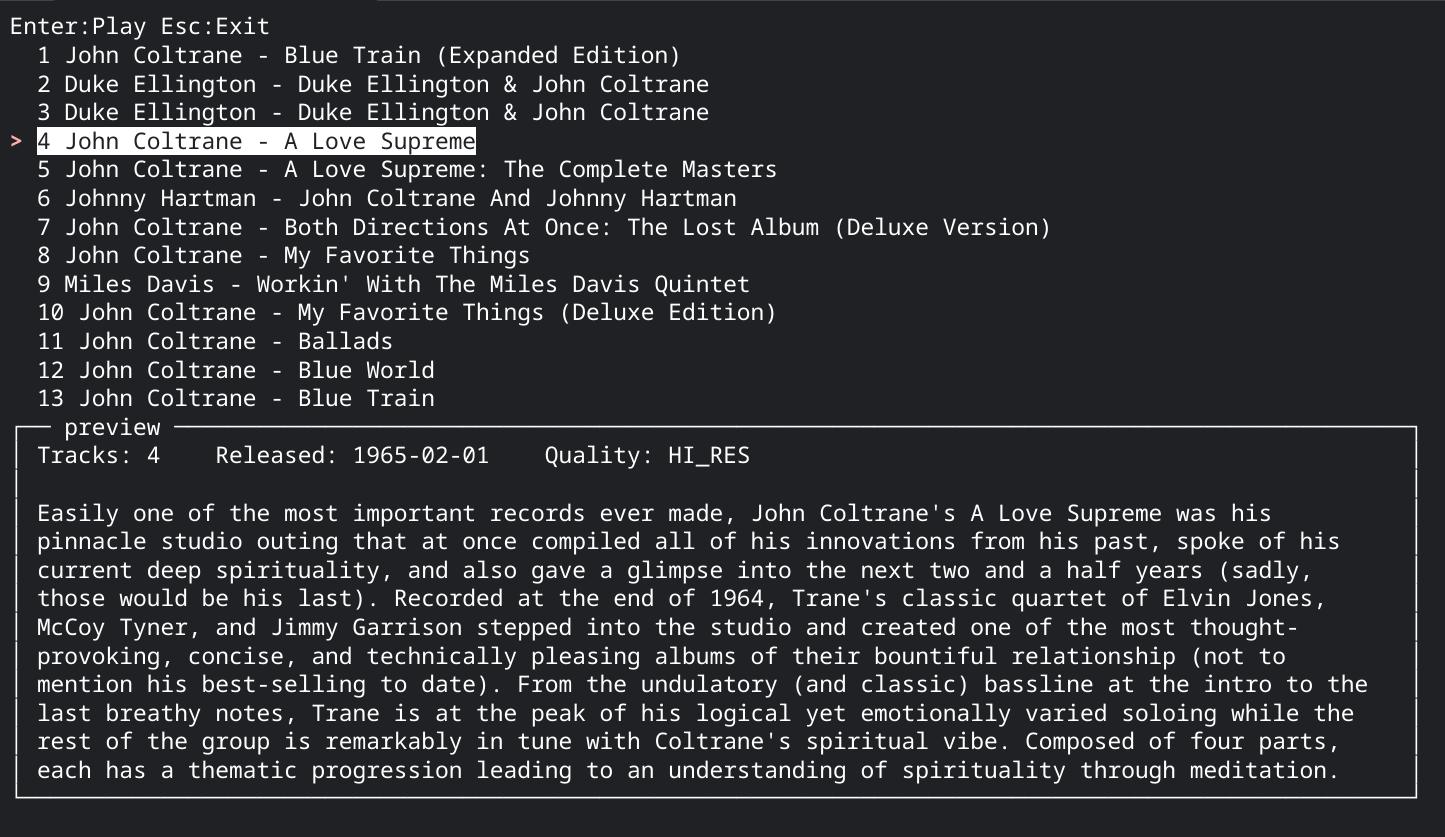 Enter:Play Esc:Exit
1 John Coltrane - Blue Train (Expanded Edition)
2 Duke Ellington - Duke Ellington & John Coltrane
3 Duke Ellington - Duke Ellington & John Coltrane
> 4 John Coltrane - A Love Supreme
5 John Coltrane - A Love Supreme: The Complete Masters
6 Johnny Hartman - John Coltrane And Johnny Hartman
7 John Coltrane - Both Directions At Once: The Lost Album (Deluxe Version)
8 John Coltrane - My Favorite Things
9 Miles Davis - Workin' With The Miles Davis Quintet
10 John Coltrane - My Favorite Things (Deluxe Edition)
11 John Coltrane - Ballads
12 John Coltrane - Blue World
13 John Coltrane - Blue Train
preview
Tracks: 4    Released: 1965-02-01    Quality: HI_RES
Easily one of the most important records ever made, John Coltrane's A Love Supreme was his
pinnacle studio outing that at once compiled all of his innovations from his past, spoke of his
current deep spirituality, and also gave a glimpse into the next two and a half years (sadly,
those would be his last). Recorded at the end of 1964, Trane's classic quartet of Elvin Jones,
McCoy Tyner, and Jimmy Garrison stepped into the studio and created one of the most thought-
provoking, concise, and technically pleasing albums of their bountiful relationship (not to
mention his best-selling to date). From the undulatory (and classic) bassline at the intro to the
last breathy notes, Trane is at the peak of his logical yet emotionally varied soloing while the
rest of the group is remarkably in tune with Coltrane's spiritual vibe. Composed of four parts,
each has a thematic progression leading to an understanding of spirituality through meditation.